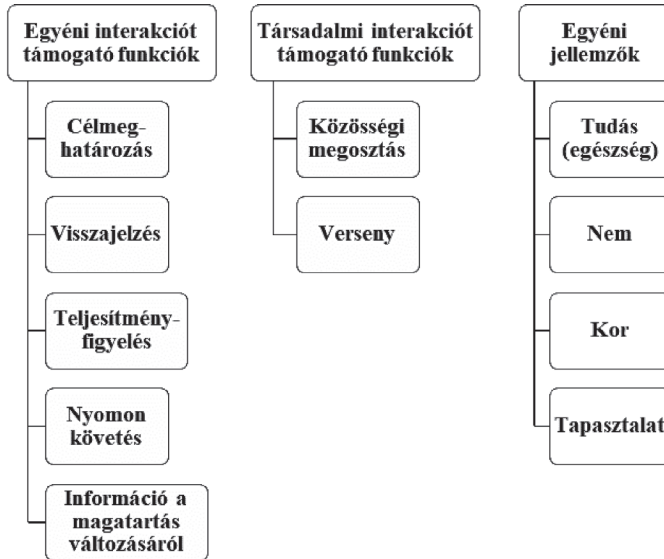 Egyéni interakciót
támogató funkciók
Célmeg-
határozás
Visszajelzés
Teljesítmény-
figyelés
Nyomon
követés
Információ a
magatartás
változásáról
Társadalmi interakciót
támogató funkciók
Közösségi
megosztás
Verseny
Egyéni
jellemzők
Tudás
(egészség)
Nem
Kor
Tapasztalat